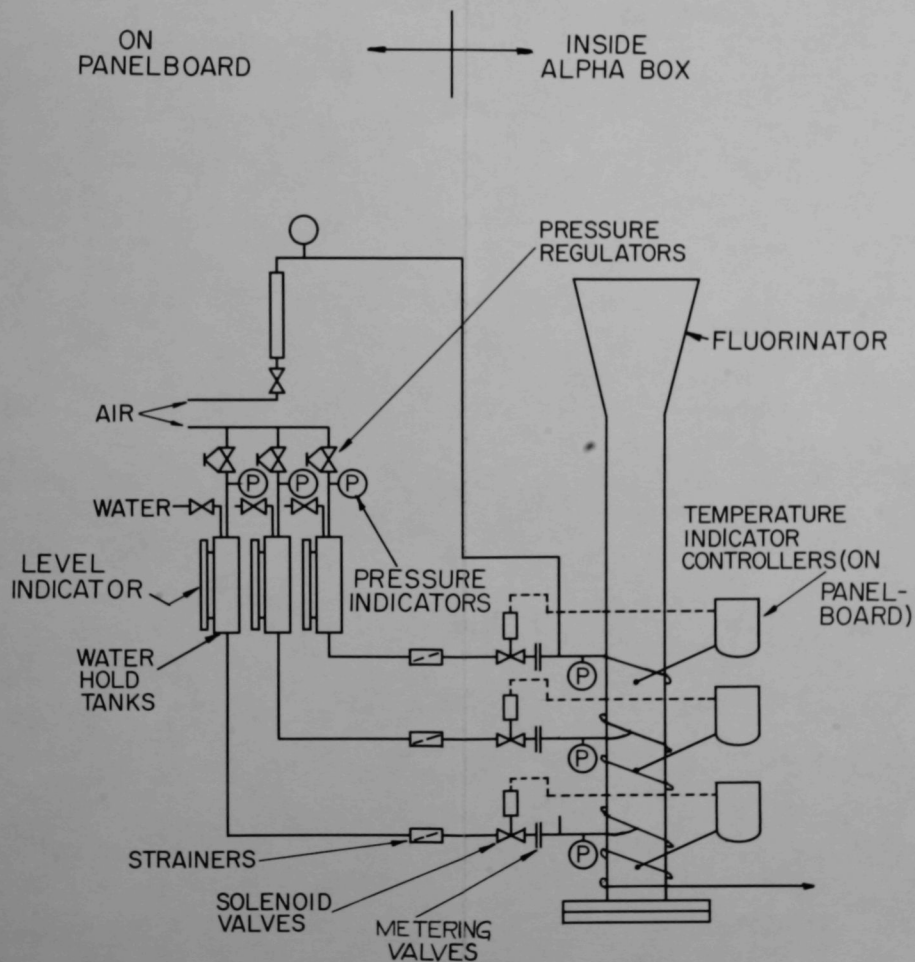 ON
PANELBOARD
INSIDE
ALPHA BOX
PRESSURE
REGULATORS
FLUORINATOR
AIR
P
P
P
WATER
TEMPERATURE
INDICATOR
CONTROLLERS (ON
PANEL-
BOARD)
LEVEL
INDICATOR
PRESSURE
INDICATORS
WATER
HOLD
TANKS
P
P
P
STRAINERS
SOLENOID
VALVES
METERING
VALVES